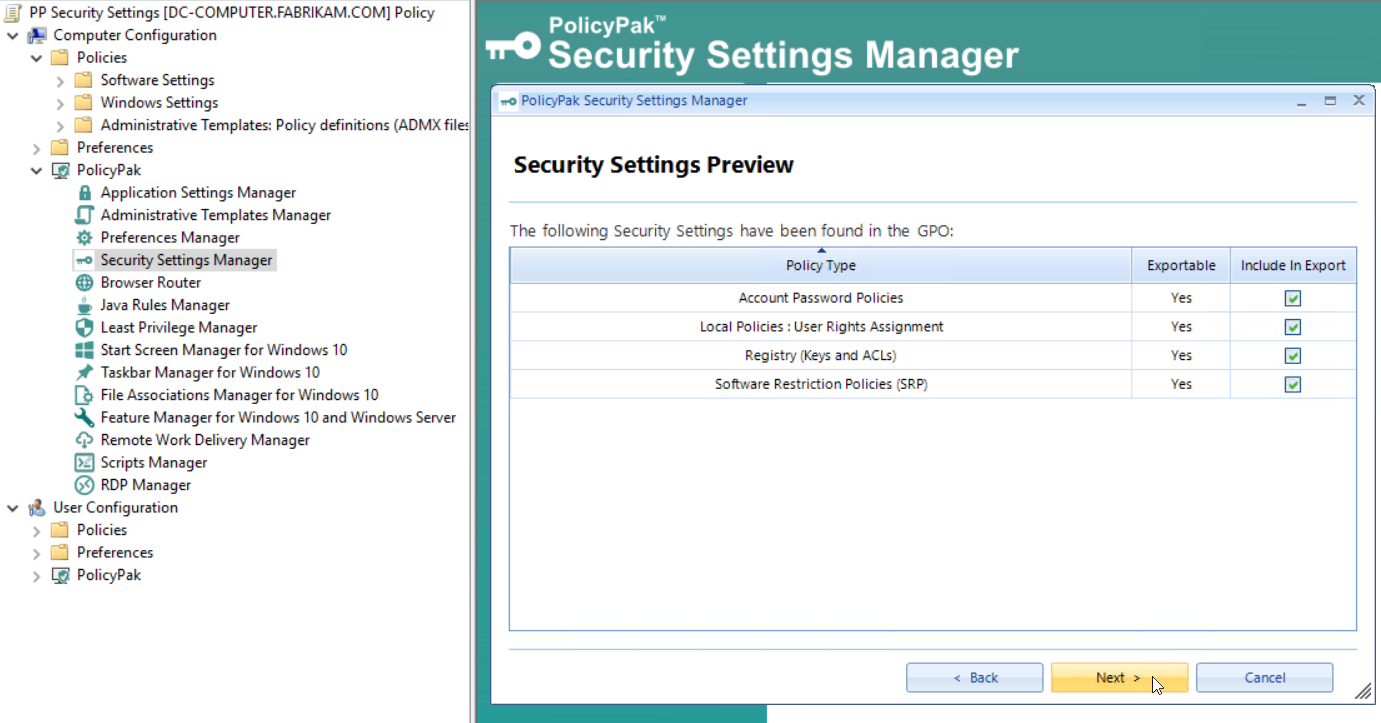 PP Security Settings [DC-COMPUTER.FABRIKAM.COM] Policy
Computer Configuration
Policies
Software Settings
Windows Settings
Administrative Templates: Policy definitions (ADMX files
Preferences
PolicyPak
Application Settings Manager
Administrative Templates Manager
Preferences Manager
Security Settings Manager
Browser Router
Java Rules Manager
Least Privilege Manager
Start Screen Manager for Windows 10
Taskbar Manager for Windows 10
File Associations Manager for Windows 10
Feature Manager for Windows 10 and Windows Server
Remote Work Delivery Manager
Scripts Manager
RDP Manager
User Configuration
Policies
Preferences
PolicyPak
PolicyPak™
Security Settings Manager
PolicyPak Security Settings Manager
Security Settings Preview
The following Security Settings have been found in the GPO:
Policy Type Exportable Include In Export
Account Password Policies Yes
Local Policies : User Rights Assignment Yes
Registry (Keys and ACLs) Yes
Software Restriction Policies (SRP) Yes
< Back Next > Cancel